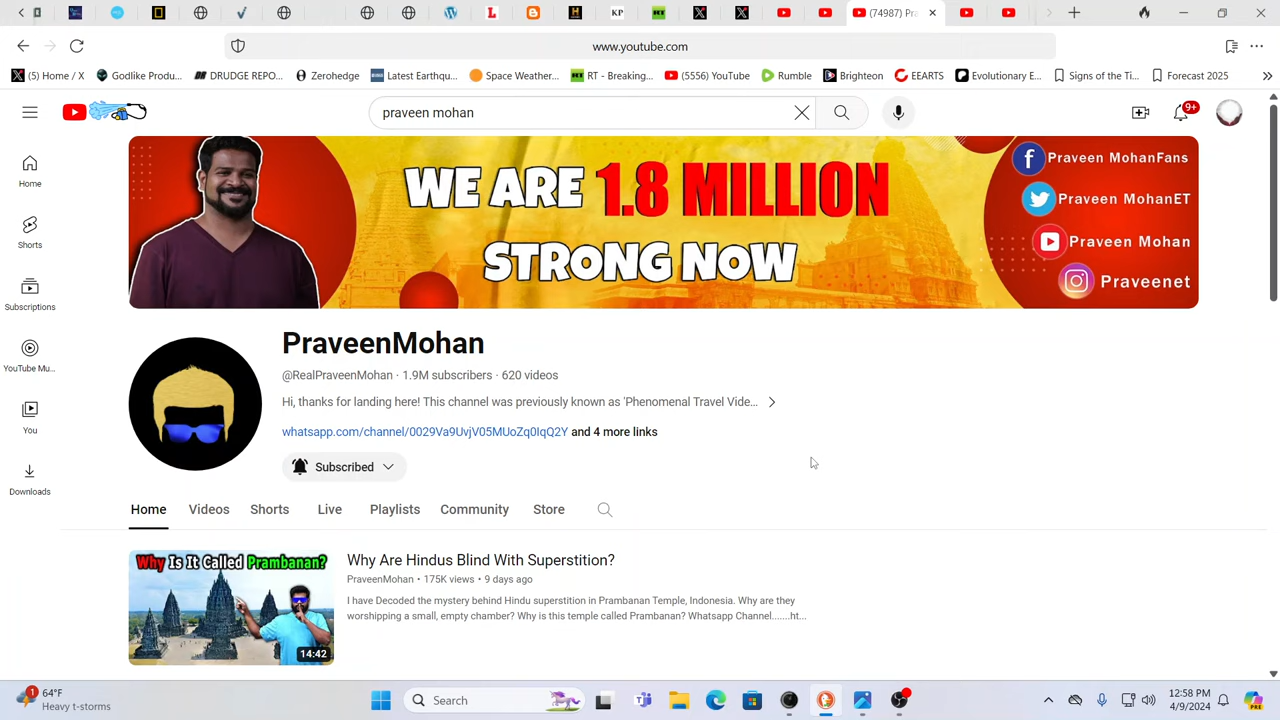 (74987) Pra
www.youtube.com
(5) Home / X
Godlike Produ...
DRUDGE REPO...
Zerohedge
Latest Earthqu...
Space Weather...
RT - Breaking...
(5556) YouTube
Rumble
Brighteon
EEARTS
Evolutionary E...
Signs of the Ti...
Forecast 2025
praveen mohan
9+
Home
Shorts
Subscriptions
YouTube Mu...
You
Downloads
WE ARE 1.8 MILLION
STRONG NOW
Praveen MohanFans
Praveen MohanET
Praveen Mohan
Praveenet
PraveenMohan
@RealPraveenMohan · 1.9M subscribers · 620 videos
Hi, thanks for landing here! This channel was previously known as 'Phenomenal Travel Vide...
whatsapp.com/channel/0029Va9UvjV05MUoZq0IqQ2Y and 4 more links
Subscribed
Home Videos Shorts Live Playlists Community Store
Why Is It Called Prambanan?
14:42
Why Are Hindus Blind With Superstition?
PraveenMohan • 175K views • 9 days ago
I have Decoded the mystery behind Hindu superstition in Prambanan Temple, Indonesia. Why are they
worshipping a small, empty chamber? Why is this temple called Prambanan? Whatsapp Channel.......ht...
1
64°F
Heavy t-storms
Search
12:58 PM
4/9/2024